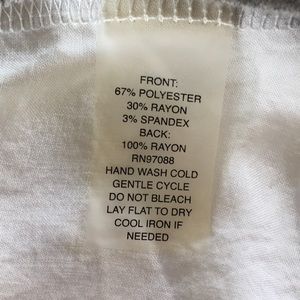 FRONT:
67% POLYESTER
30% RAYON
3% SPANDEX
BACK:
100% RAYON
RN97088
HAND WASH COLD
GENTLE CYCLE
DO NOT BLEACH
LAY FLAT TO DRY
COOL IRON IF
NEEDED